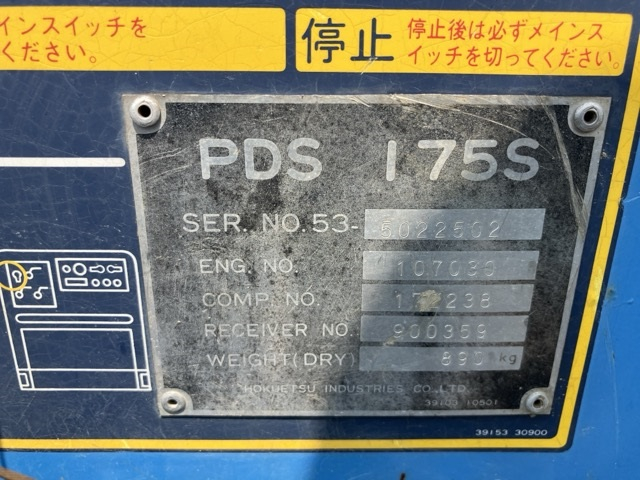 インスイッチを
ください。
停止 停止後は必ずメインス
イッチを切ってください。
PDS 175S
SER. NO. 53-5022502
ENG. NO. 107030
COMP. NO.
RECEIVER NO. 900359
WEIGHT (DRY) 895 kg
HOKUETSU INDUSTRIES CO., LTD.
39153 30900